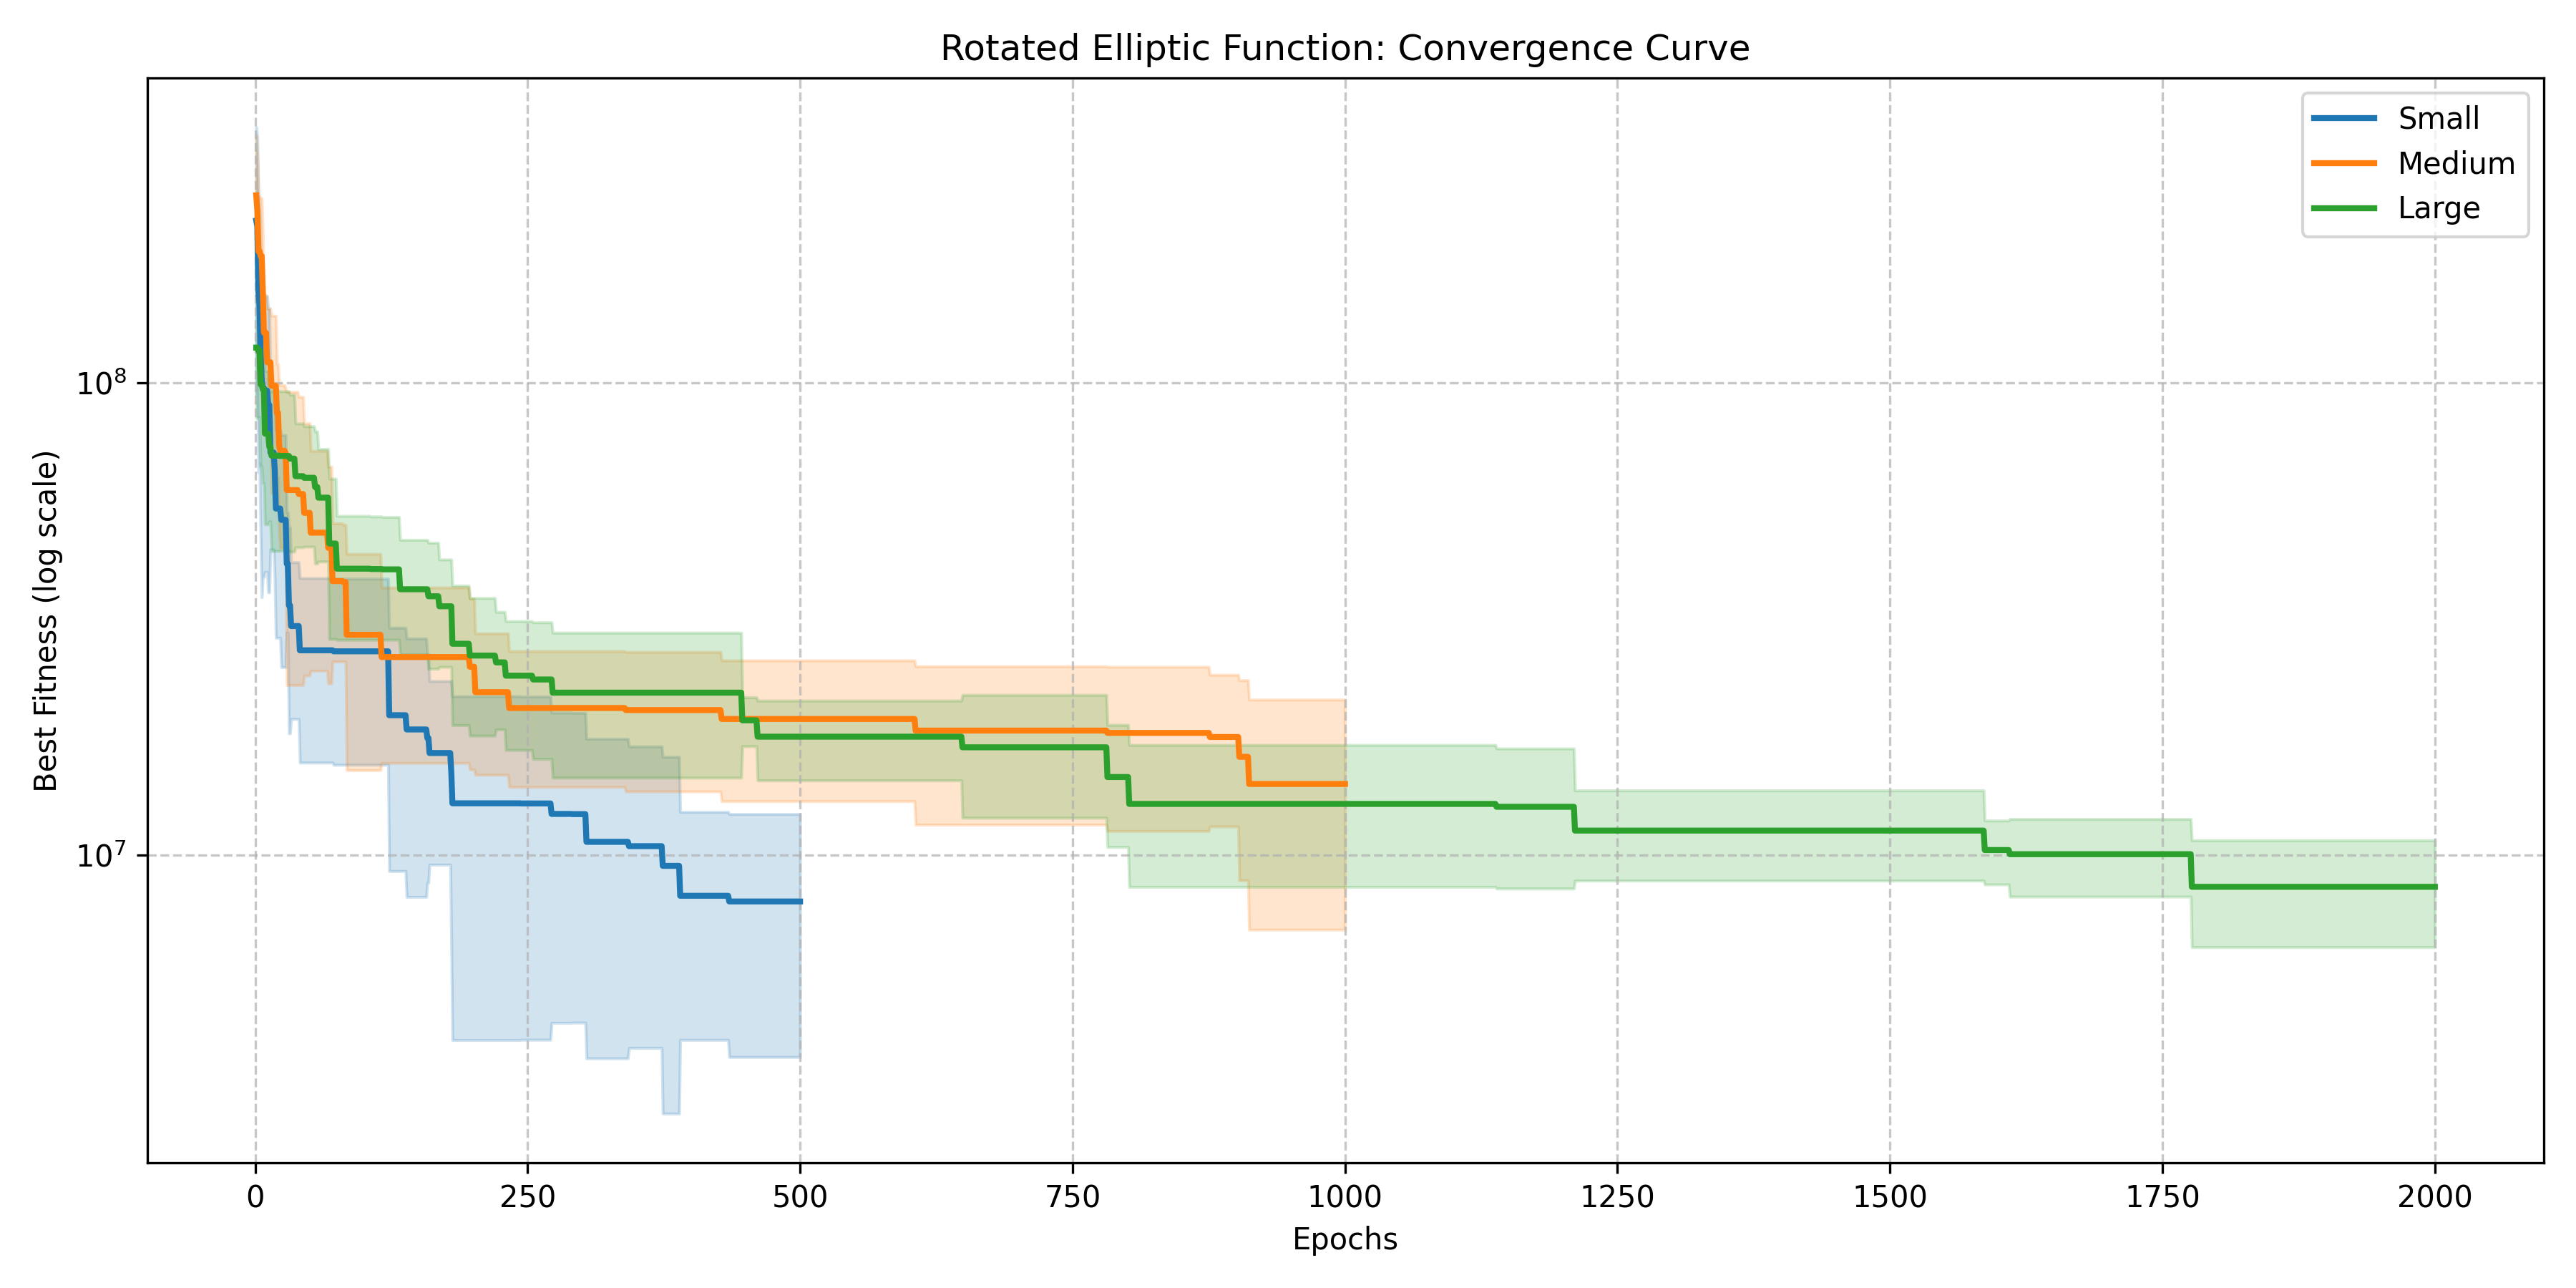 Rotated Elliptic Function: Convergence Curve
Small
Medium
Large
Best Fitness (log scale)
10⁸
10⁷
0 250 500 750 1000 1250 1500 1750 2000
Epochs